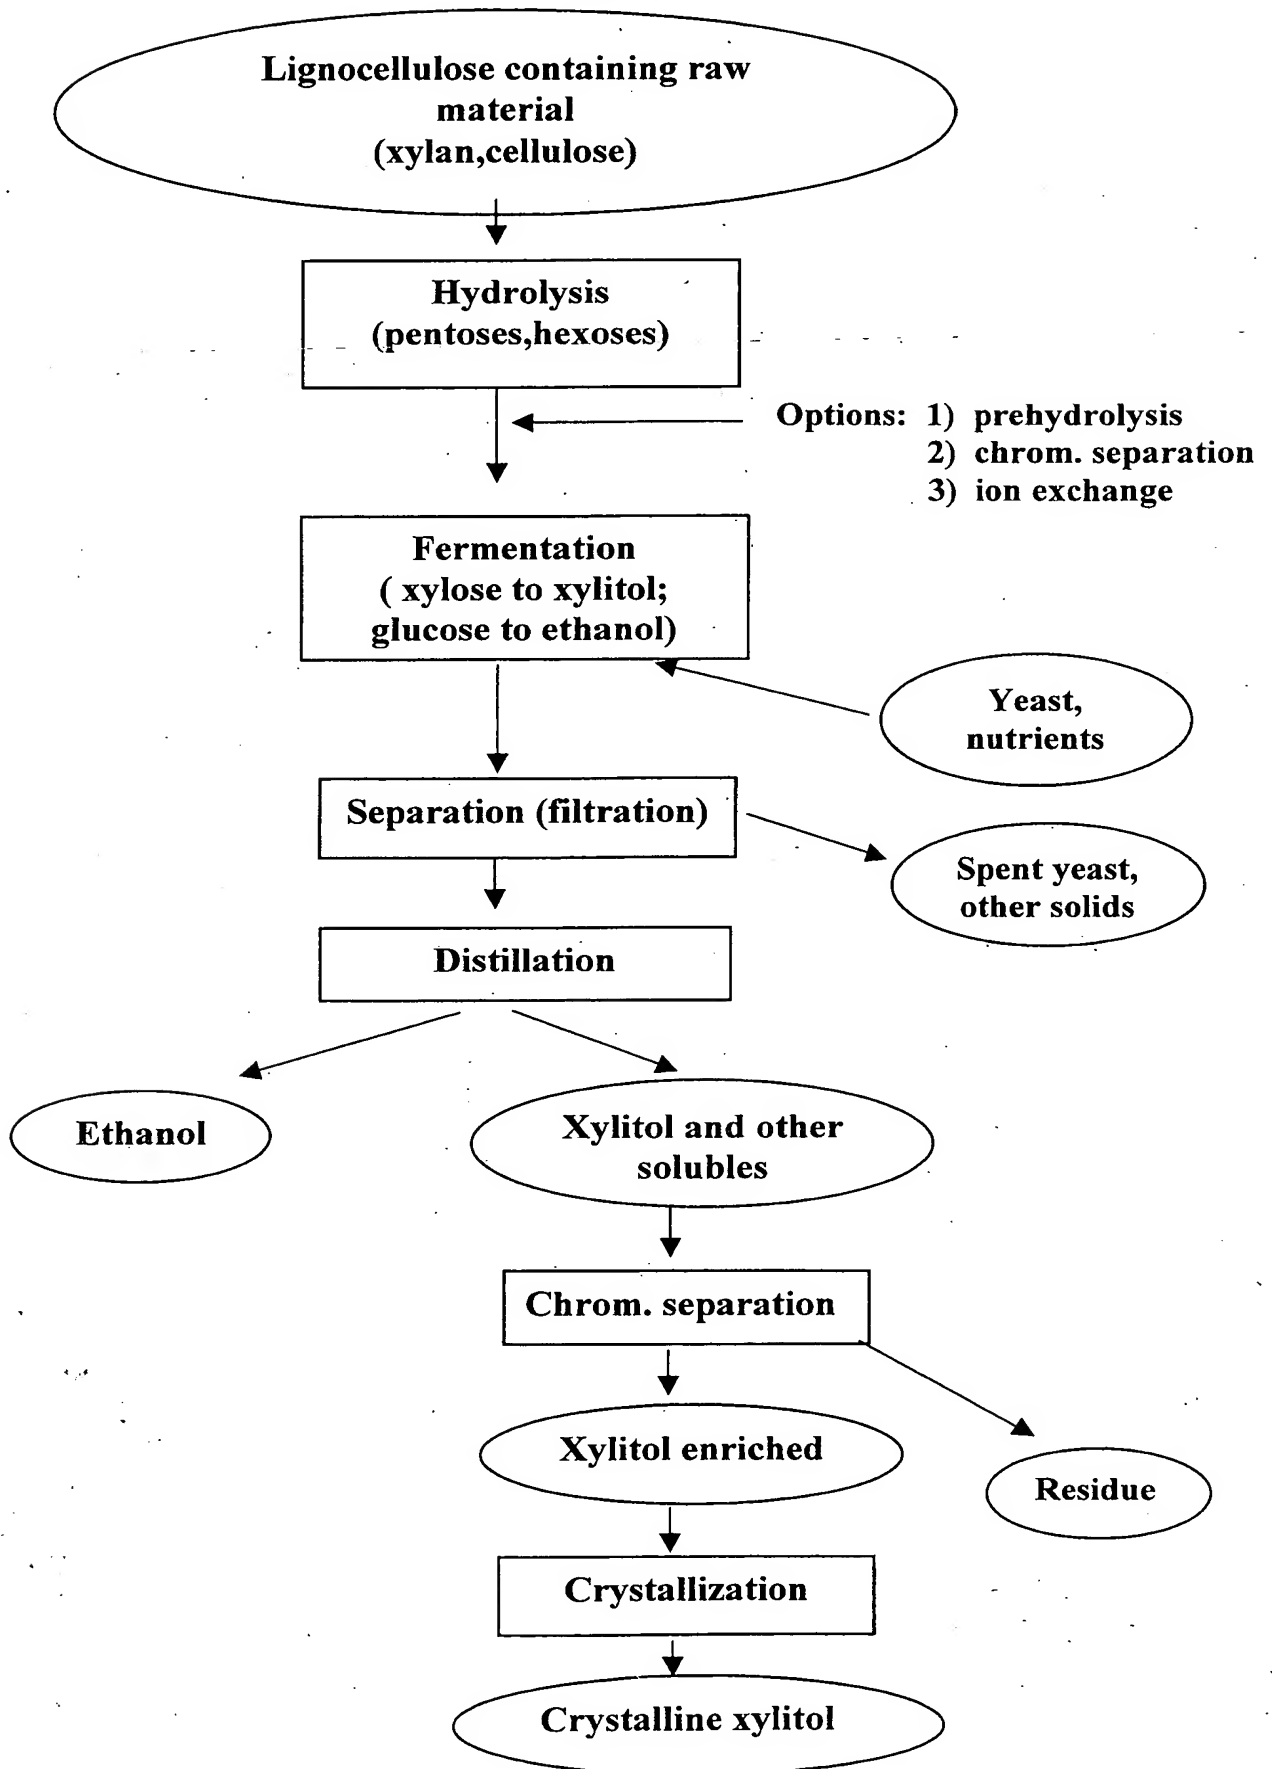 Lignocellulose containing raw
material
(xylan,cellulose)
Hydrolysis
(pentoses,hexoses)
Options: 1) prehydrolysis
2) chrom. separation
3) ion exchange
Fermentation
( xylose to xylitol;
glucose to ethanol)
Yeast,
nutrients
Separation (filtration)
Spent yeast,
other solids
Distillation
Ethanol
Xylitol and other
solubles
Chrom. separation
Xylitol enriched
Residue
Crystallization
Crystalline xylitol